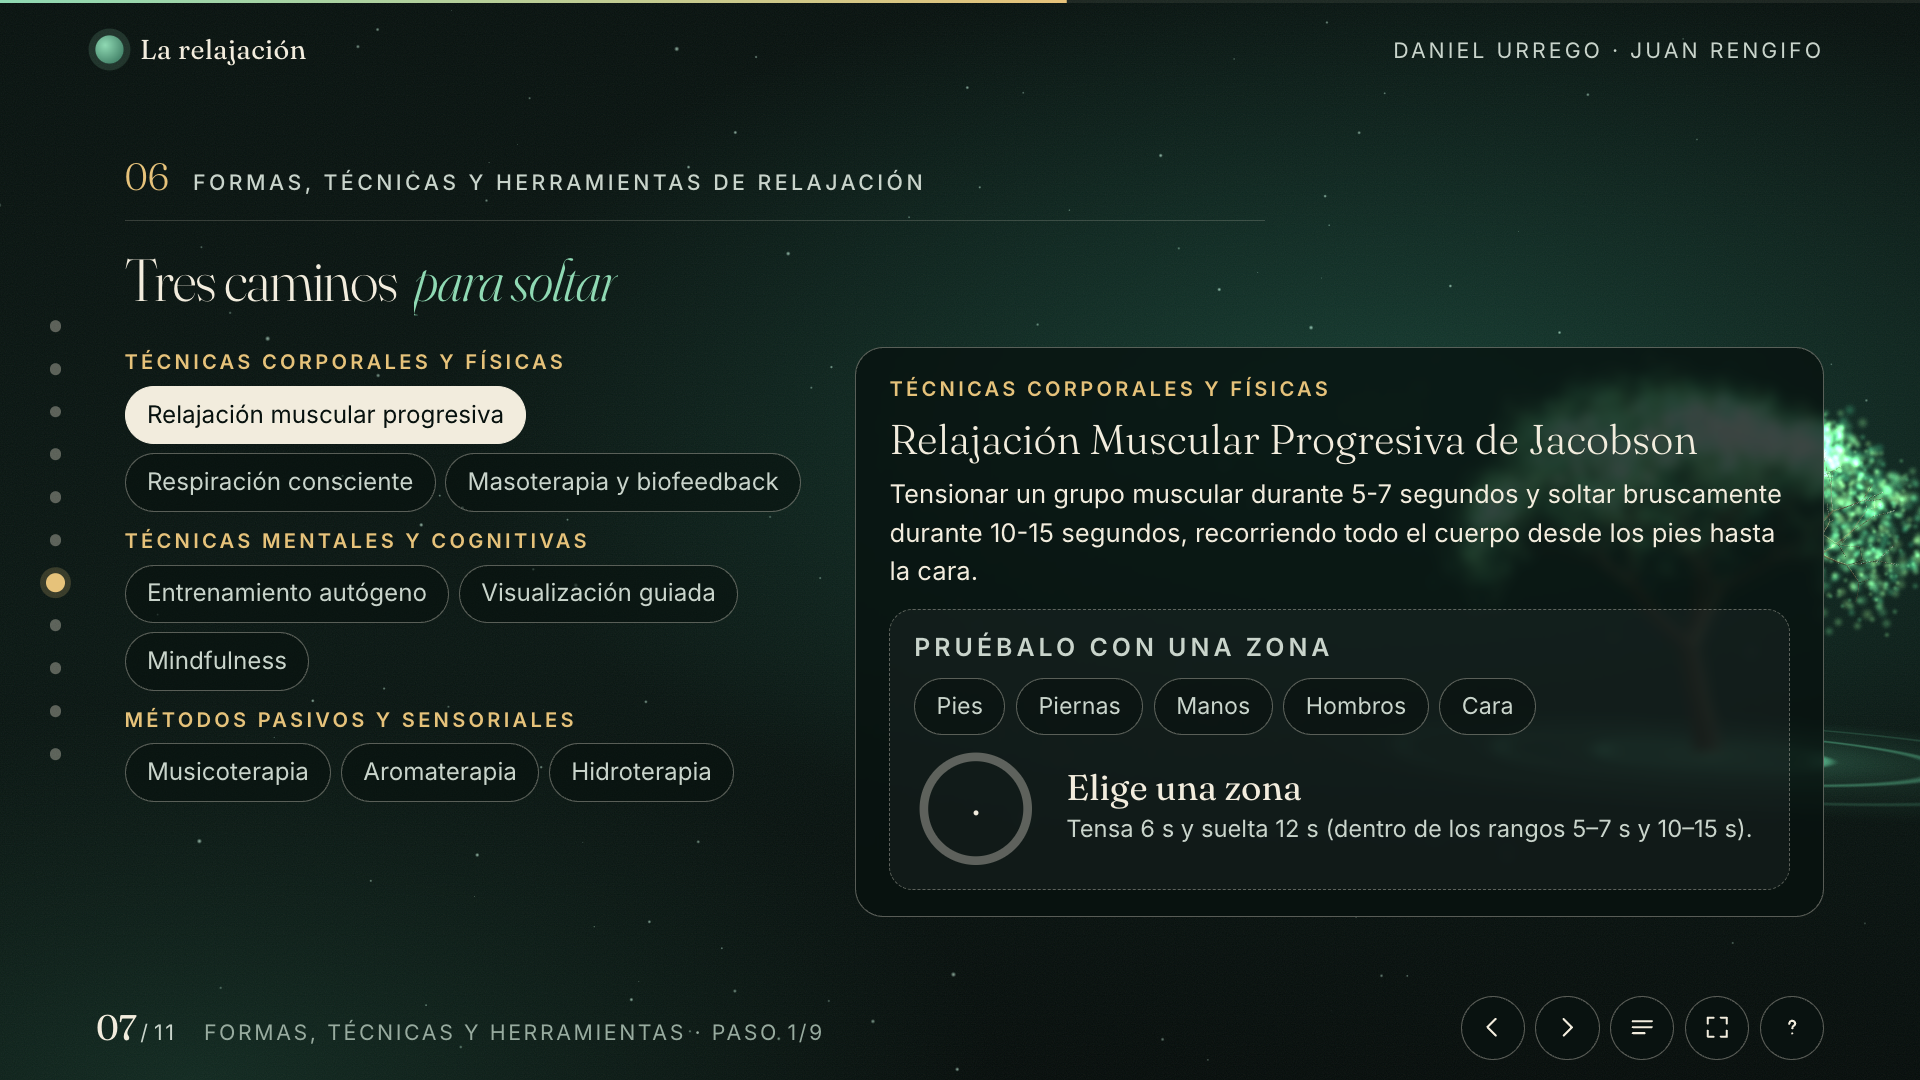 La relajación
DANIEL URREGO · JUAN RENGIFO
06 FORMAS, TÉCNICAS Y HERRAMIENTAS DE RELAJACIÓN
Tres caminos para soltar
TÉCNICAS CORPORALES Y FÍSICAS
Relajación muscular progresiva
Respiración consciente
Masoterapia y biofeedback
TÉCNICAS MENTALES Y COGNITIVAS
Entrenamiento autógeno
Visualización guiada
Mindfulness
MÉTODOS PASIVOS Y SENSORIALES
Musicoterapia
Aromaterapia
Hidroterapia
TÉCNICAS CORPORALES Y FÍSICAS
Relajación Muscular Progresiva de Jacobson
Tensionar un grupo muscular durante 5-7 segundos y soltar bruscamente
durante 10-15 segundos, recorriendo todo el cuerpo desde los pies hasta
la cara.
PRUÉBALO CON UNA ZONA
Pies
Piernas
Manos
Hombros
Cara
·
Elige una zona
Tensa 6 s y suelta 12 s (dentro de los rangos 5–7 s y 10–15 s).
07 / 11 FORMAS, TÉCNICAS Y HERRAMIENTAS · PASO 1/9
?